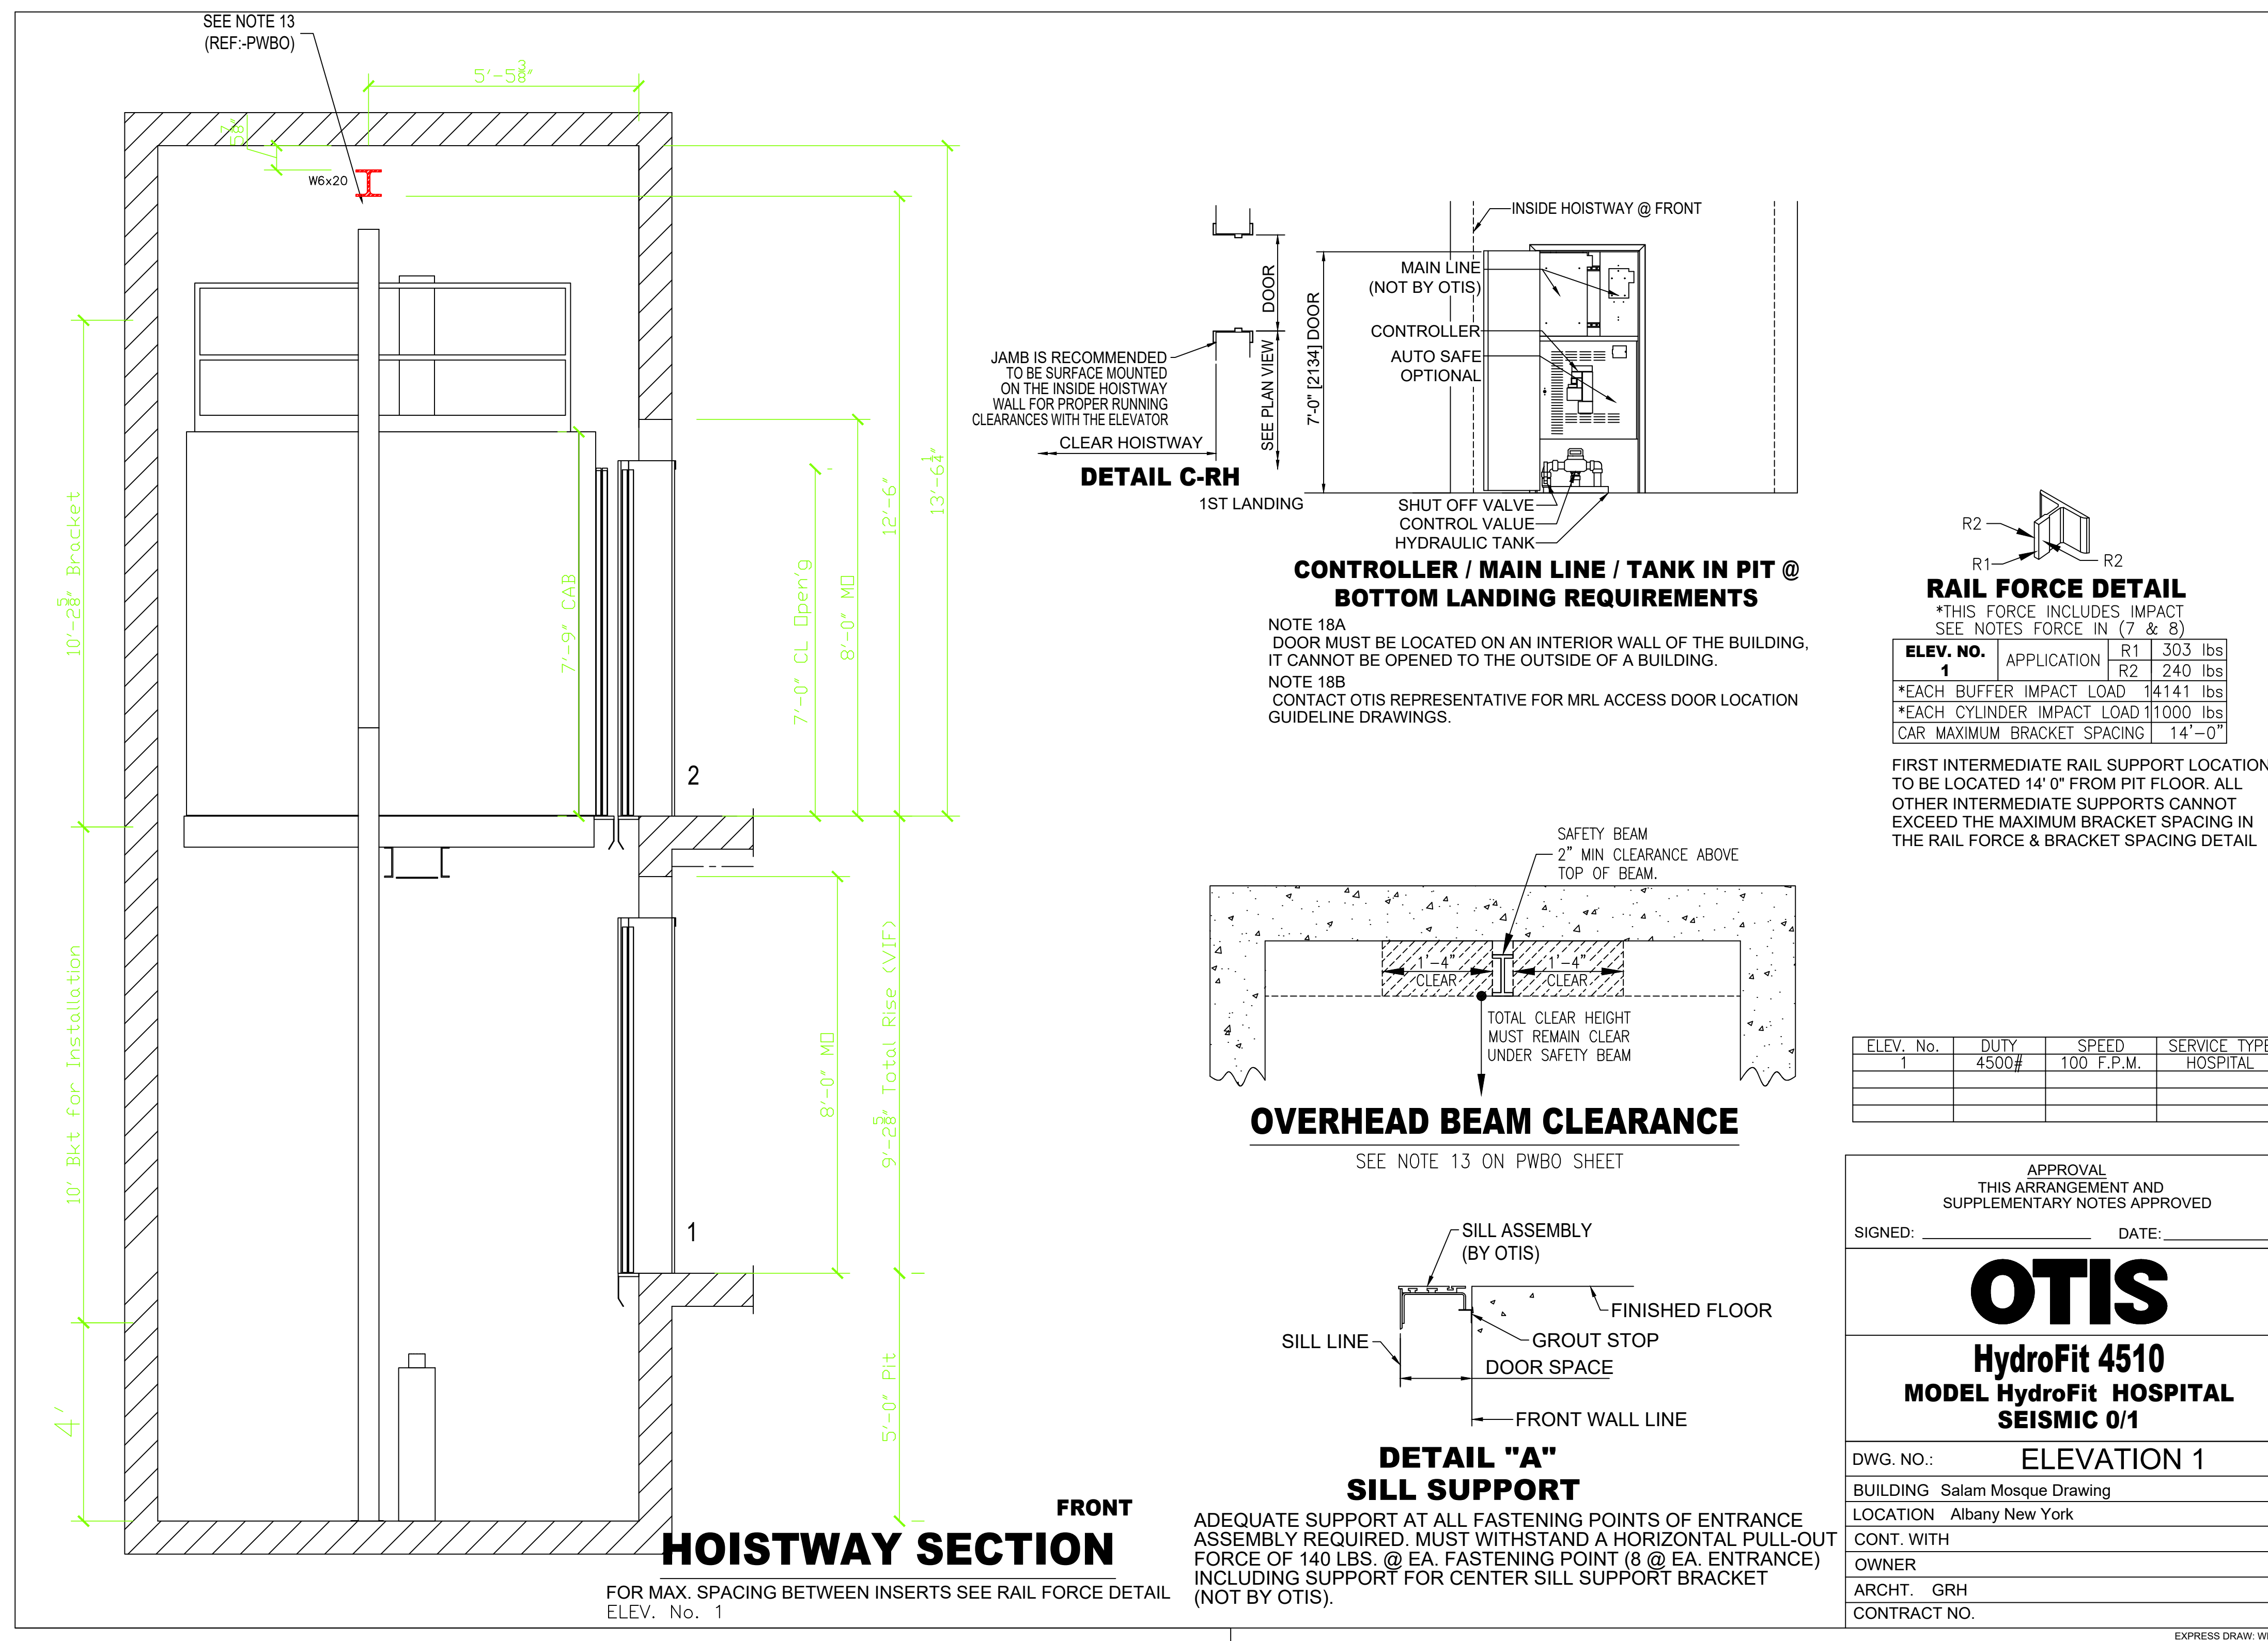 SEE NOTE 13
(REF:-PWBO)
5'-5 3/8"
5 7/8"
W6x20
10'-2 5/8" Bracket
10' Bkt for Installation
4'
7'-9" CAB
7'-0" CL Open'g
8'-0" MO
12'-6"
13'-6 1/4"
2
8'-0" MO
9'-2 5/8" Total Rise (VIF)
1
5'-0" Pit
FRONT
HOISTWAY SECTION
FOR MAX. SPACING BETWEEN INSERTS SEE RAIL FORCE DETAIL
ELEV. No. 1
JAMB IS RECOMMENDED
TO BE SURFACE MOUNTED
ON THE INSIDE HOISTWAY
WALL FOR PROPER RUNNING
CLEARANCES WITH THE ELEVATOR
CLEAR HOISTWAY
DOOR
SEE PLAN VIEW
DETAIL C-RH
7'-0" [2134] DOOR
1ST LANDING
INSIDE HOISTWAY @ FRONT
MAIN LINE
(NOT BY OTIS)
CONTROLLER
AUTO SAFE
OPTIONAL
SHUT OFF VALVE
CONTROL VALUE
HYDRAULIC TANK
CONTROLLER / MAIN LINE / TANK IN PIT @
BOTTOM LANDING REQUIREMENTS
NOTE 18A
DOOR MUST BE LOCATED ON AN INTERIOR WALL OF THE BUILDING,
IT CANNOT BE OPENED TO THE OUTSIDE OF A BUILDING.
NOTE 18B
CONTACT OTIS REPRESENTATIVE FOR MRL ACCESS DOOR LOCATION
GUIDELINE DRAWINGS.
SAFETY BEAM
2" MIN CLEARANCE ABOVE
TOP OF BEAM.
1'-4" 1'-4"
CLEAR CLEAR
TOTAL CLEAR HEIGHT
MUST REMAIN CLEAR
UNDER SAFETY BEAM
OVERHEAD BEAM CLEARANCE
SEE NOTE 13 ON PWBO SHEET
SILL ASSEMBLY
(BY OTIS)
FINISHED FLOOR
SILL LINE
GROUT STOP
DOOR SPACE
FRONT WALL LINE
DETAIL "A"
SILL SUPPORT
ADEQUATE SUPPORT AT ALL FASTENING POINTS OF ENTRANCE
ASSEMBLY REQUIRED. MUST WITHSTAND A HORIZONTAL PULL-OUT
FORCE OF 140 LBS. @ EA. FASTENING POINT (8 @ EA. ENTRANCE)
INCLUDING SUPPORT FOR CENTER SILL SUPPORT BRACKET
(NOT BY OTIS).
R2
R1
R2
RAIL FORCE DETAIL
*THIS FORCE INCLUDES IMPACT
SEE NOTES FORCE IN (7 & 8)
ELEV. NO. 1 APPLICATION R1 303 lbs
R2 240 lbs
*EACH BUFFER IMPACT LOAD 14141 lbs
*EACH CYLINDER IMPACT LOAD 11000 lbs
CAR MAXIMUM BRACKET SPACING 14'-0"
FIRST INTERMEDIATE RAIL SUPPORT LOCATION
TO BE LOCATED 14' 0" FROM PIT FLOOR. ALL
OTHER INTERMEDIATE SUPPORTS CANNOT
EXCEED THE MAXIMUM BRACKET SPACING IN
THE RAIL FORCE & BRACKET SPACING DETAIL
ELEV. No. DUTY SPEED SERVICE TYPE
1 4500# 100 F.P.M. HOSPITAL
APPROVAL
THIS ARRANGEMENT AND
SUPPLEMENTARY NOTES APPROVED
SIGNED: DATE:
OTIS
HydroFit 4510
MODEL HydroFit HOSPITAL
SEISMIC 0/1
DWG. NO.: ELEVATION 1
BUILDING Salam Mosque Drawing
LOCATION Albany New York
CONT. WITH
OWNER
ARCHT. GRH
CONTRACT NO.
EXPRESS DRAW: